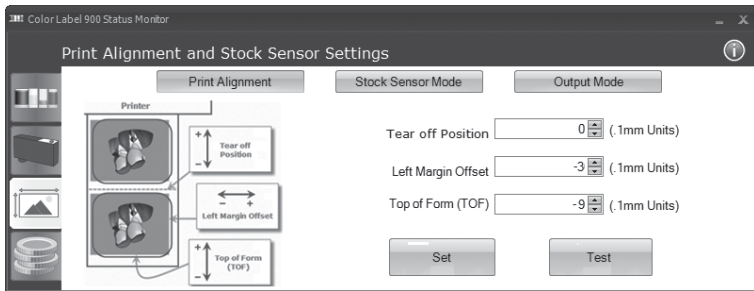 Color Label 900 Status Monitor
Print Alignment and Stock Sensor Settings
Print Alignment
Stock Sensor Mode
Output Mode
Printer
+
Tear off
Position
-
- +
Left Margin Offset
+
Top of Form
(TOF)
-
Tear off Position 0 (.1mm Units)
Left Margin Offset -3 (.1mm Units)
Top of Form (TOF) -9 (.1mm Units)
Set
Test